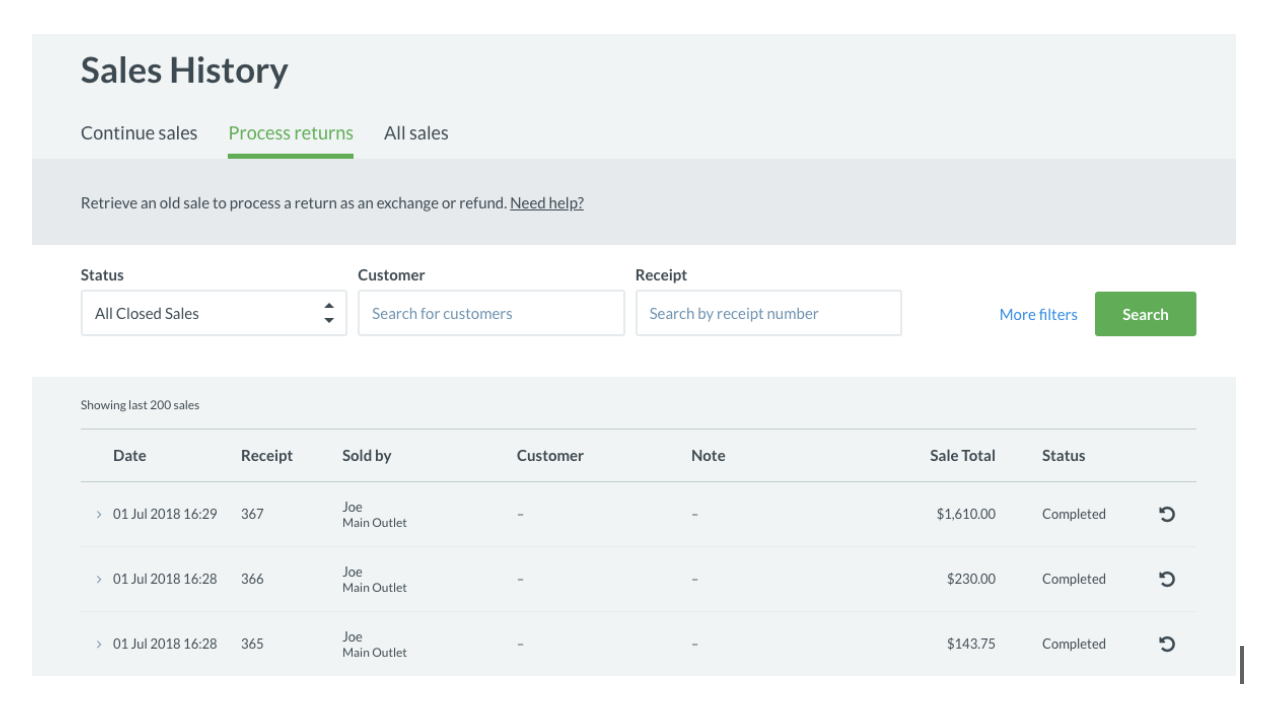 Sales History
Continue sales Process returns All sales
Retrieve an old sale to process a return as an exchange or refund. Need help?
Status Customer Receipt
All Closed Sales Search for customers Search by receipt number More filters Search
Showing last 200 sales
Date Receipt Sold by Customer Note Sale Total Status
01 Jul 2018 16:29 367 Joe – – $1,610.00 Completed
Main Outlet
01 Jul 2018 16:28 366 Joe – – $230.00 Completed
Main Outlet
01 Jul 2018 16:28 365 Joe – – $143.75 Completed
Main Outlet